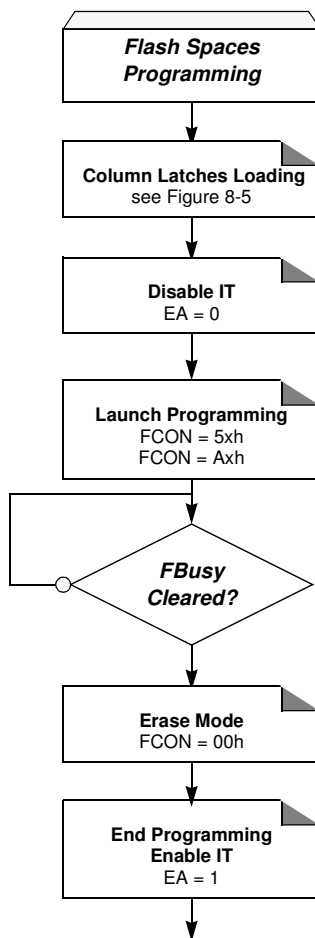 Flash Spaces
Programming
Column Latches Loading
see Figure 8-5
Disable IT
EA = 0
Launch Programming
FCON = 5xh
FCON = Axh
FBusy
Cleared?
Erase Mode
FCON = 00h
End Programming
Enable IT
EA = 1